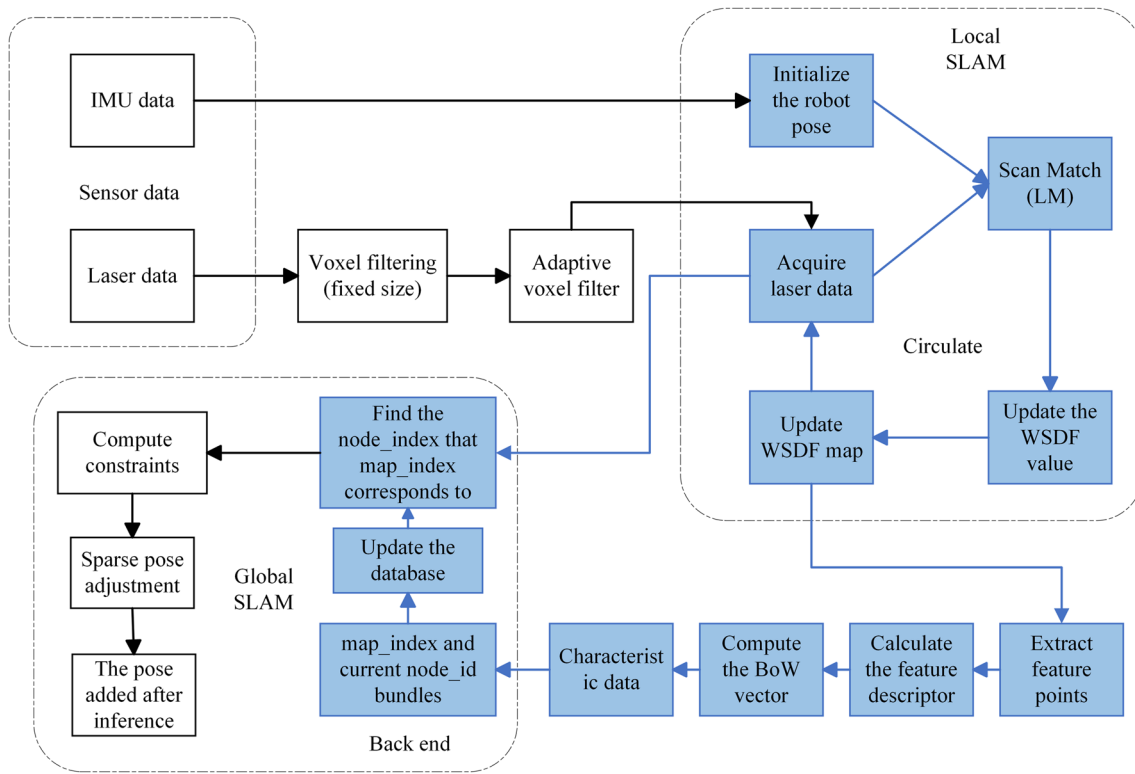 IMU data
Sensor data
Laser data
Voxel filtering
(fixed size)
Adaptive
voxel filter
Local
SLAM
Initialize
the robot
pose
Scan Match
(LM)
Acquire
laser data
Circulate
Update
WSDF map
Update the
WSDF
value
Find the
node_index that
map_index
corresponds to
Compute
constraints
Update the
database
Sparse pose
adjustment
Global
SLAM
map_index and
current node_id
bundles
The pose
added after
inference
Back end
Characterist
ic data
Compute
the BoW
vector
Calculate
the feature
descriptor
Extract
feature
points